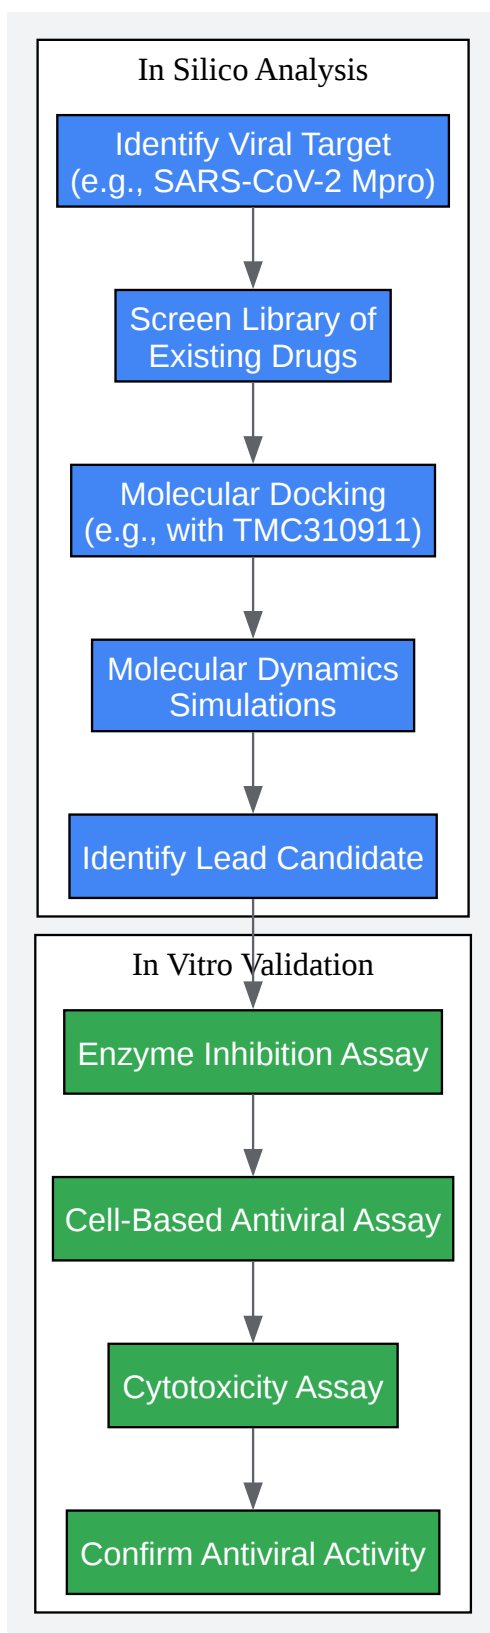 In Silico Analysis
Identify Viral Target
(e.g., SARS-CoV-2 Mpro)
Screen Library of
Existing Drugs
Molecular Docking
(e.g., with TMC310911)
Molecular Dynamics
Simulations
Identify Lead Candidate
In Vitro Validation
Enzyme Inhibition Assay
Cell-Based Antiviral Assay
Cytotoxicity Assay
Confirm Antiviral Activity